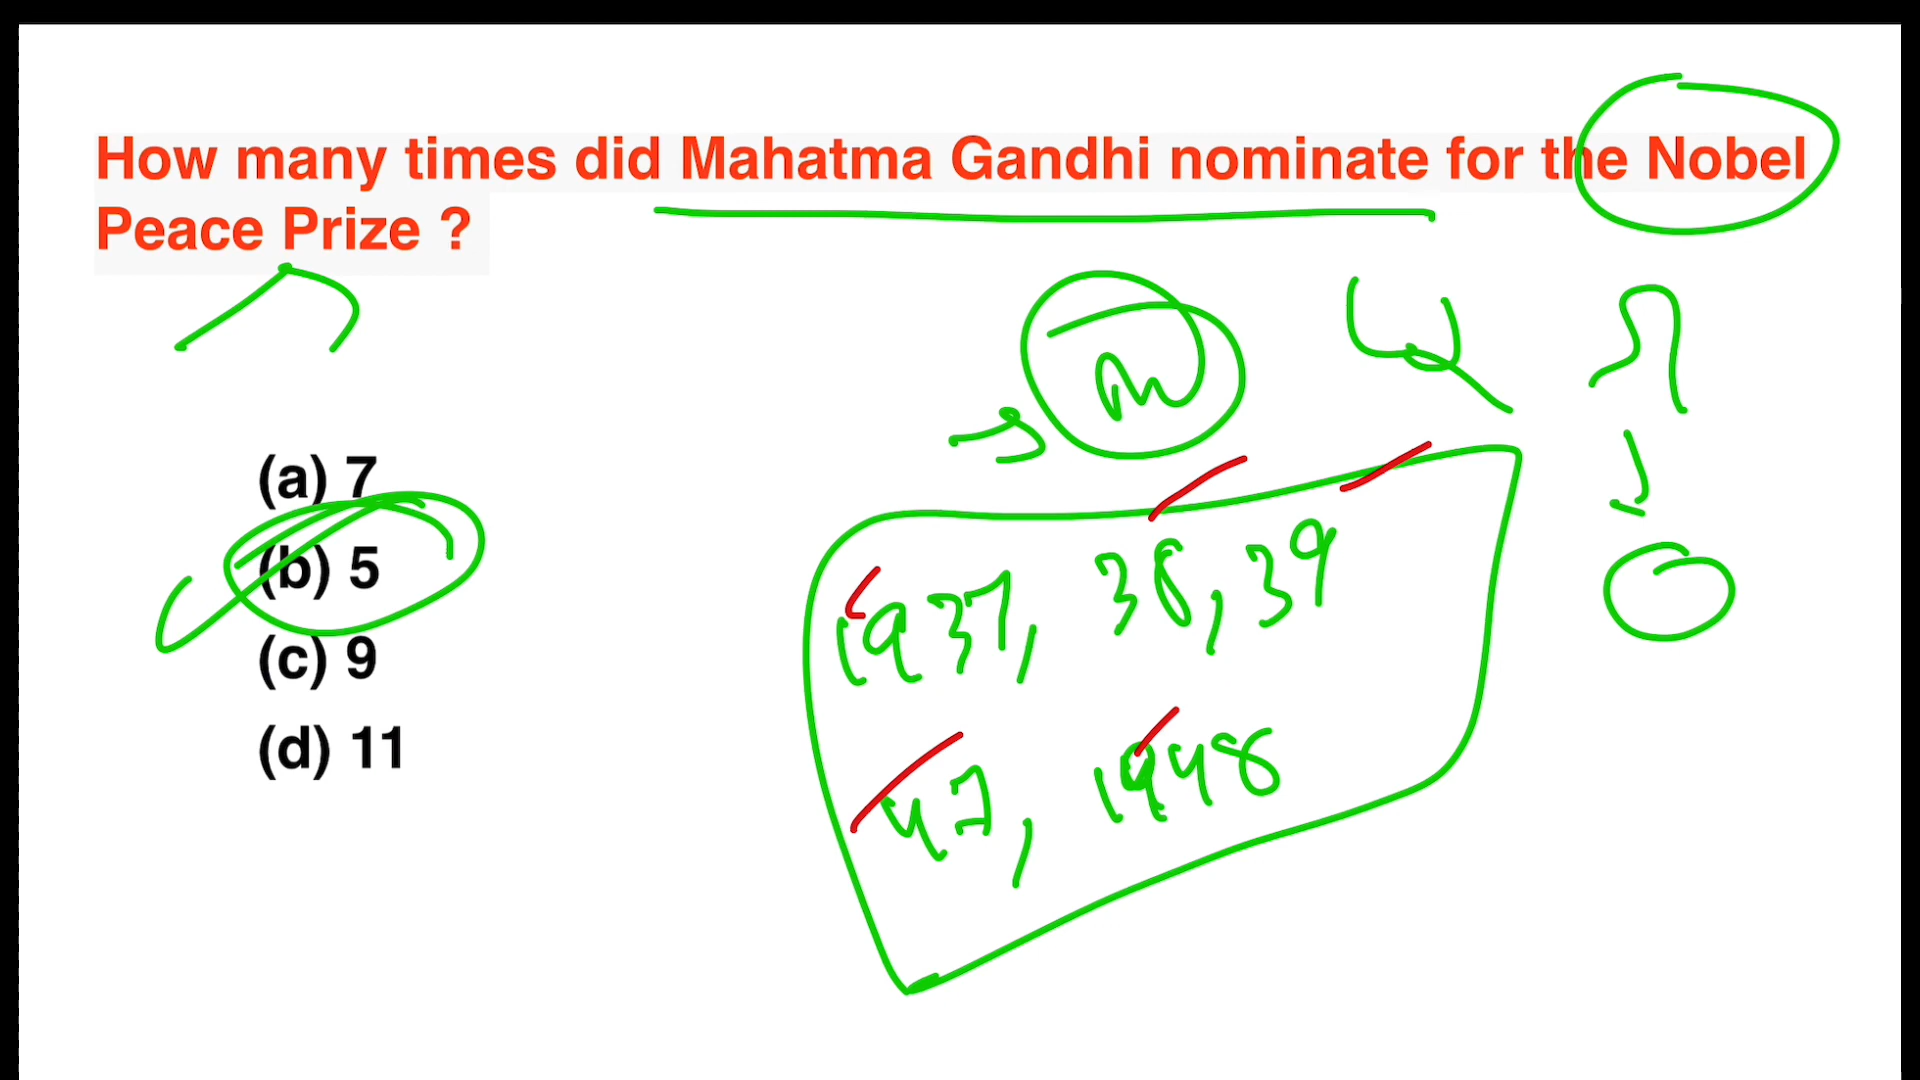 How many times did Mahatma Gandhi nominate for the Nobel
Peace Prize ?
(a) 7
(b) 5
(c) 9
(d) 11
1937, 38, 39
47, 1948